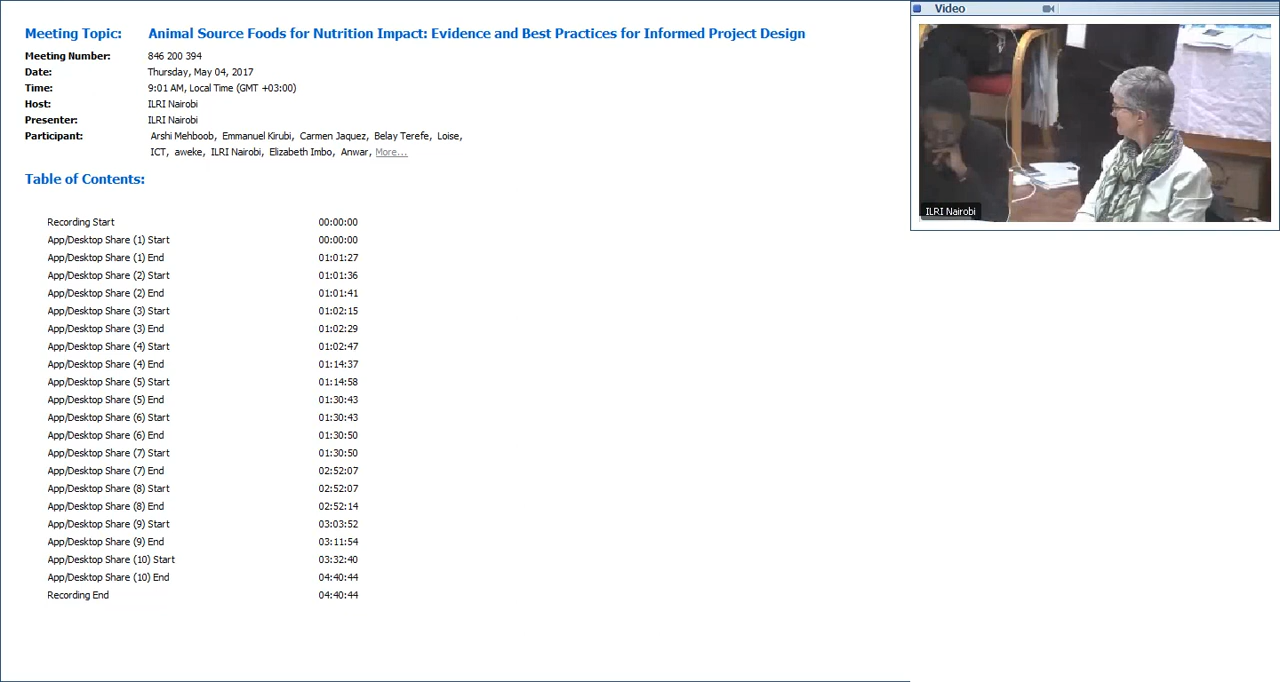 Meeting Topic: Animal Source Foods for Nutrition Impact: Evidence and Best Practices for Informed Project Design
Meeting Number: 846 200 394
Date: Thursday, May 04, 2017
Time: 9:01 AM, Local Time (GMT +03:00)
Host: ILRI Nairobi
Presenter: ILRI Nairobi
Participant: Arshi Mehboob, Emmanuel Kirubi, Carmen Jaquez, Belay Terefe, Loise,
ICT, aweke, ILRI Nairobi, Elizabeth Imbo, Anwar, More...
Table of Contents:
Recording Start 00:00:00
App/Desktop Share (1) Start 00:00:00
App/Desktop Share (1) End 01:01:27
App/Desktop Share (2) Start 01:01:36
App/Desktop Share (2) End 01:01:41
App/Desktop Share (3) Start 01:02:15
App/Desktop Share (3) End 01:02:29
App/Desktop Share (4) Start 01:02:47
App/Desktop Share (4) End 01:14:37
App/Desktop Share (5) Start 01:14:58
App/Desktop Share (5) End 01:30:43
App/Desktop Share (6) Start 01:30:43
App/Desktop Share (6) End 01:30:50
App/Desktop Share (7) Start 01:30:50
App/Desktop Share (7) End 02:52:07
App/Desktop Share (8) Start 02:52:07
App/Desktop Share (8) End 02:52:14
App/Desktop Share (9) Start 03:03:52
App/Desktop Share (9) End 03:11:54
App/Desktop Share (10) Start 03:32:40
App/Desktop Share (10) End 04:40:44
Recording End 04:40:44
Video
ILRI Nairobi